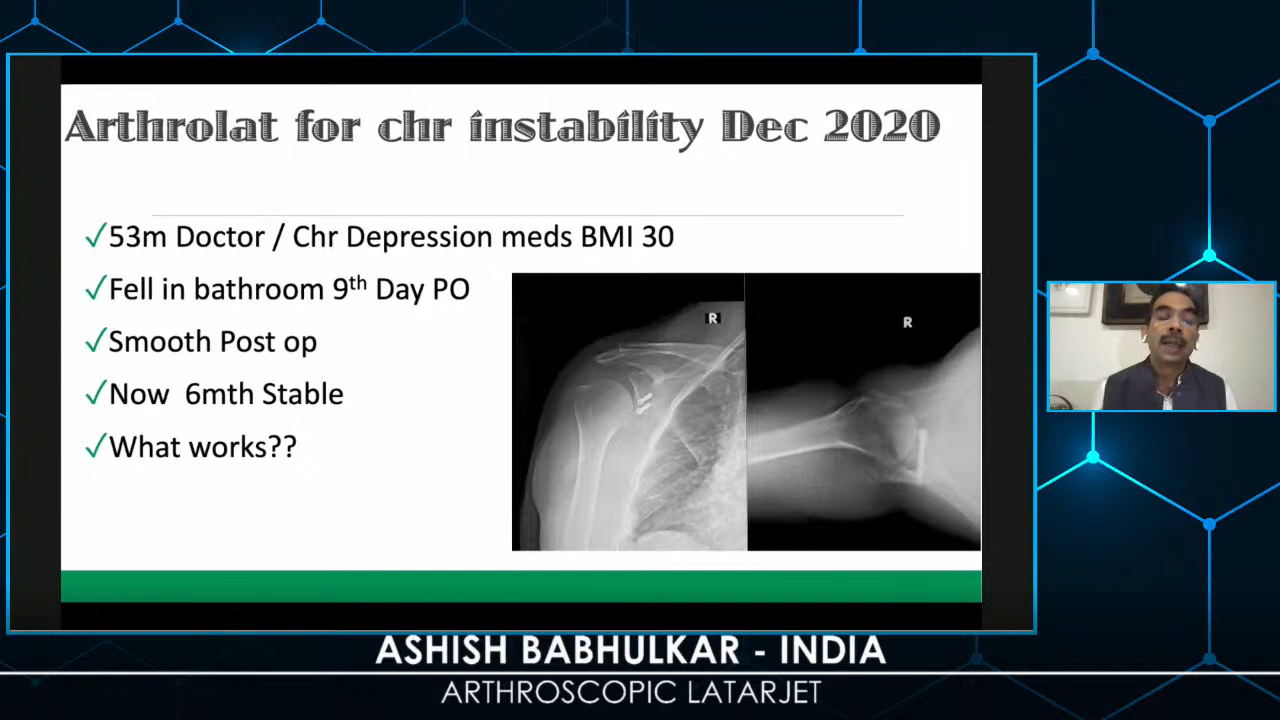 Arthrolat for chr instability Dec 2020
✓53m Doctor / Chr Depression meds BMI 30
✓Fell in bathroom 9th Day PO
✓Smooth Post op
✓Now 6mth Stable
✓What works??
R
R
ASHISH BABHULKAR - INDIA
ARTHROSCOPIC LATARJET